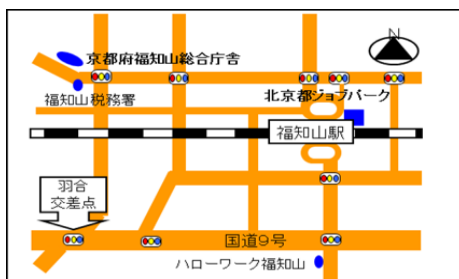 N
京都府福知山総合庁舎
福知山税務署
北京都ジョブパーク
福知山駅
羽合
交差点
国道9号
ハローワーク福知山